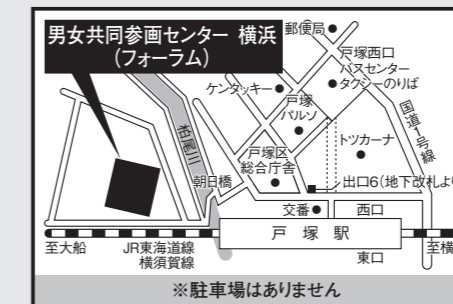 男女共同参画センター 横浜
(フォーラム)
郵便局
戸塚西口
バスセンター
タクシーのりば
ケンタッキー
戸塚
パルソ
国道1号線
トツカーナ
柏尾川
戸塚区
総合庁舎
朝日橋
出口6(地下改札より
交番
西口
戸塚駅
至大船
JR東海道線
横須賀線
東口
至横
※駐車場はありません